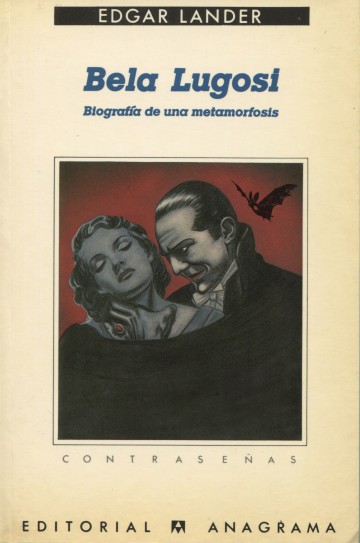 EDGAR LANDER
Bela Lugosi
Biografía de una metamorfosis
CONTRASEÑAS
EDITORIAL ANAGRAMA